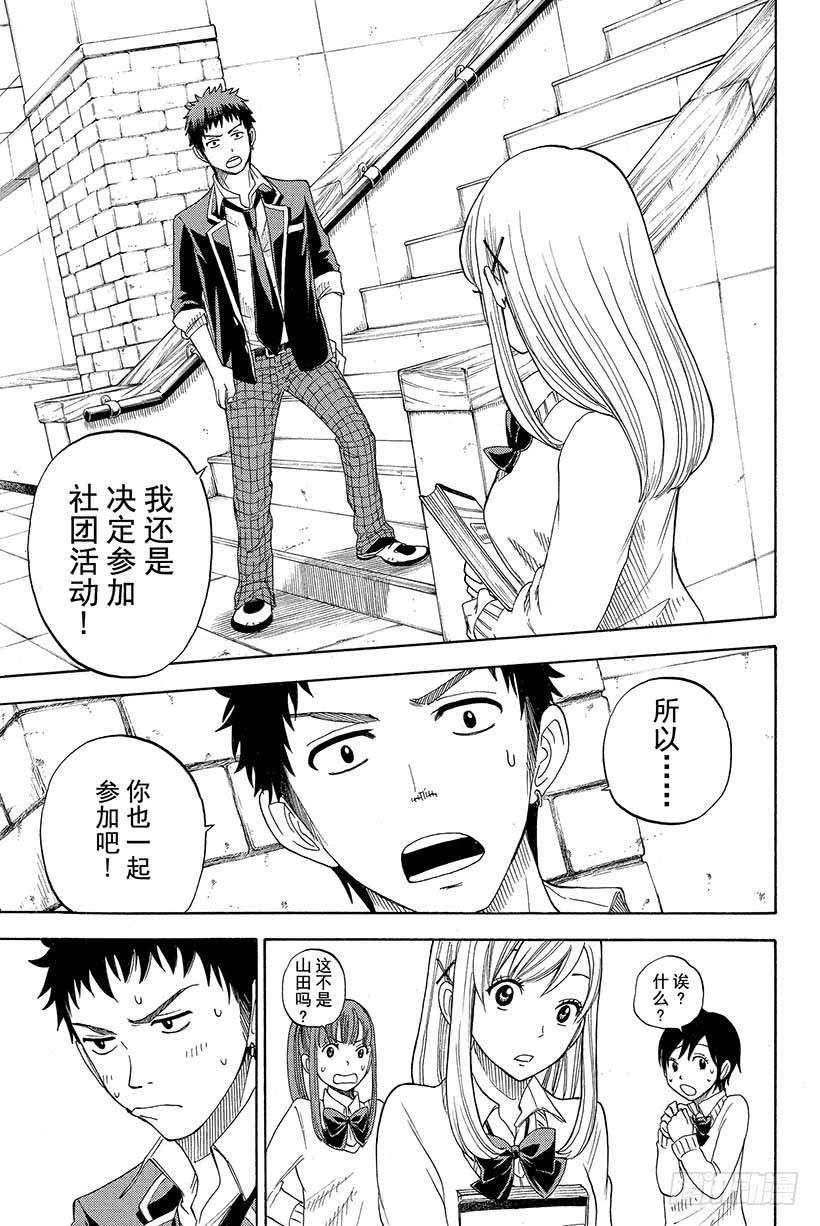 我还是
决定参加
社团活动！
所以……
你也一起
参加吧！
诶？
什么？
这不是
山田吗？